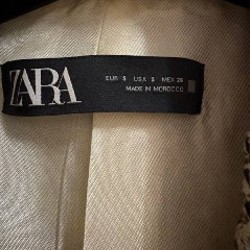 ZARA
EUR S USA S MEX 26
MADE IN MOROCCO